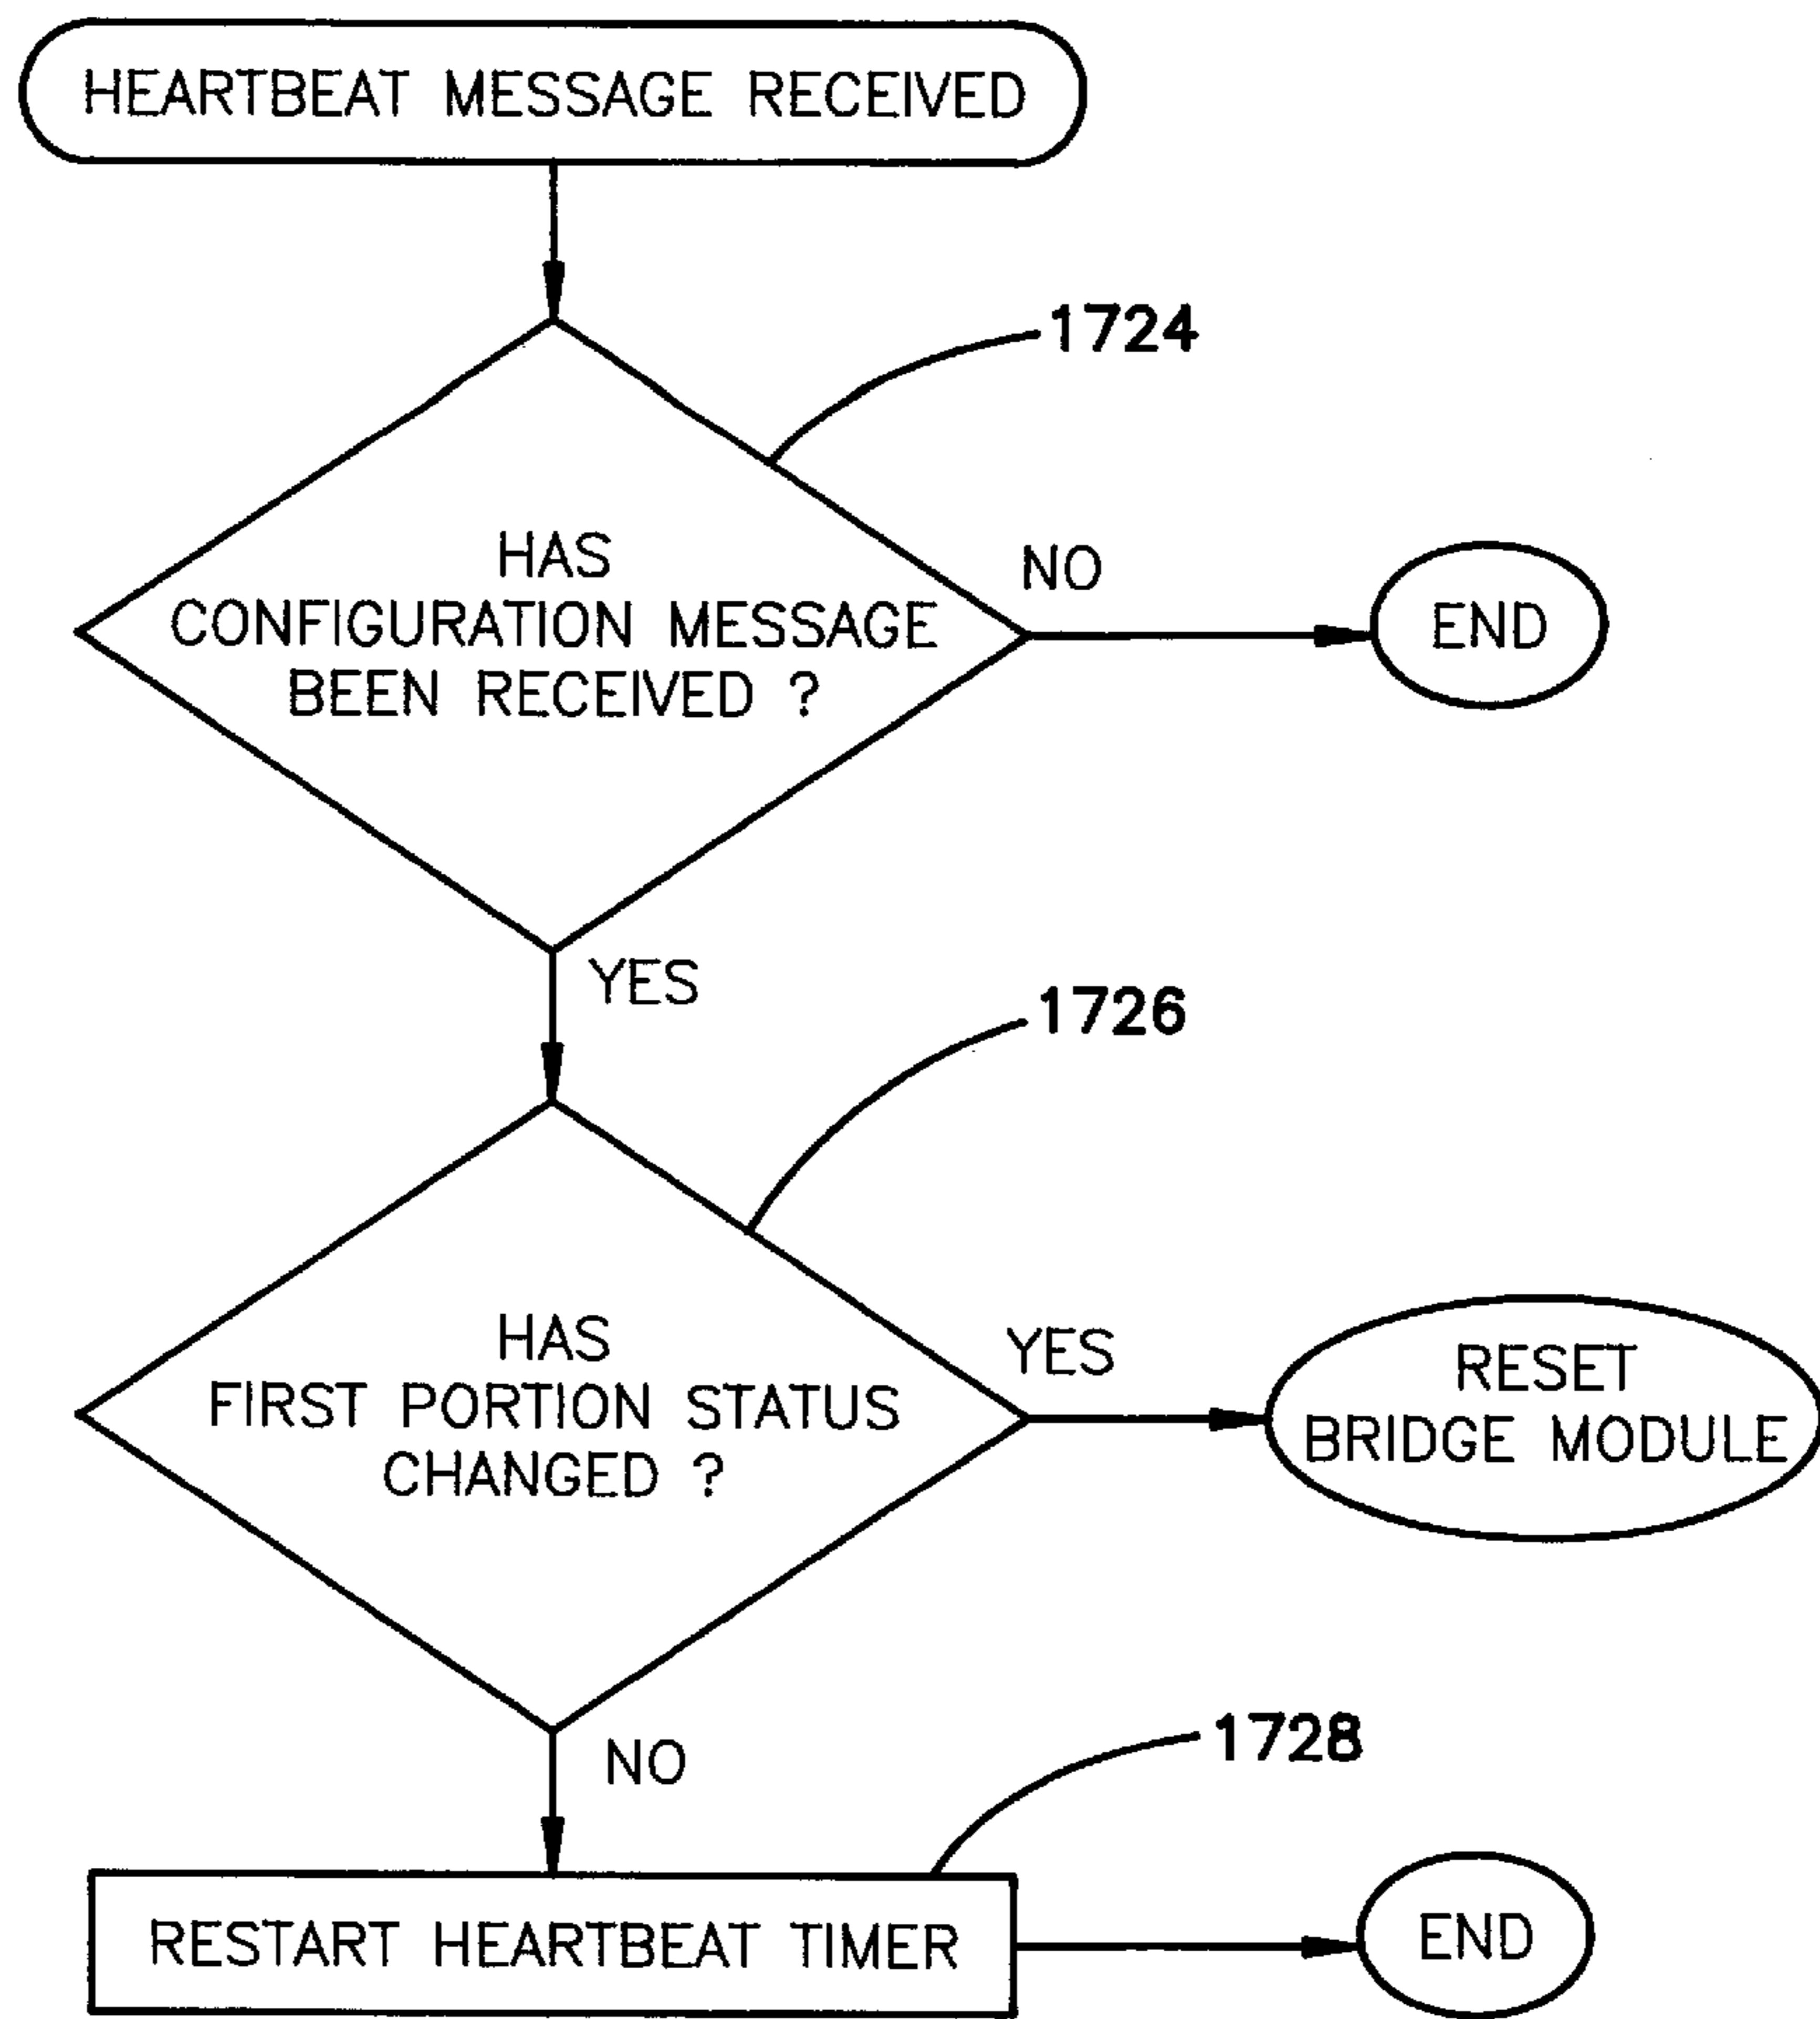 HEARTBEAT MESSAGE RECEIVED
1724
HAS
CONFIGURATION MESSAGE
BEEN RECEIVED ?
NO
END
YES
1726
HAS
FIRST PORTION STATUS
CHANGED ?
YES
RESET
BRIDGE MODULE
NO
1728
RESTART HEARTBEAT TIMER
END